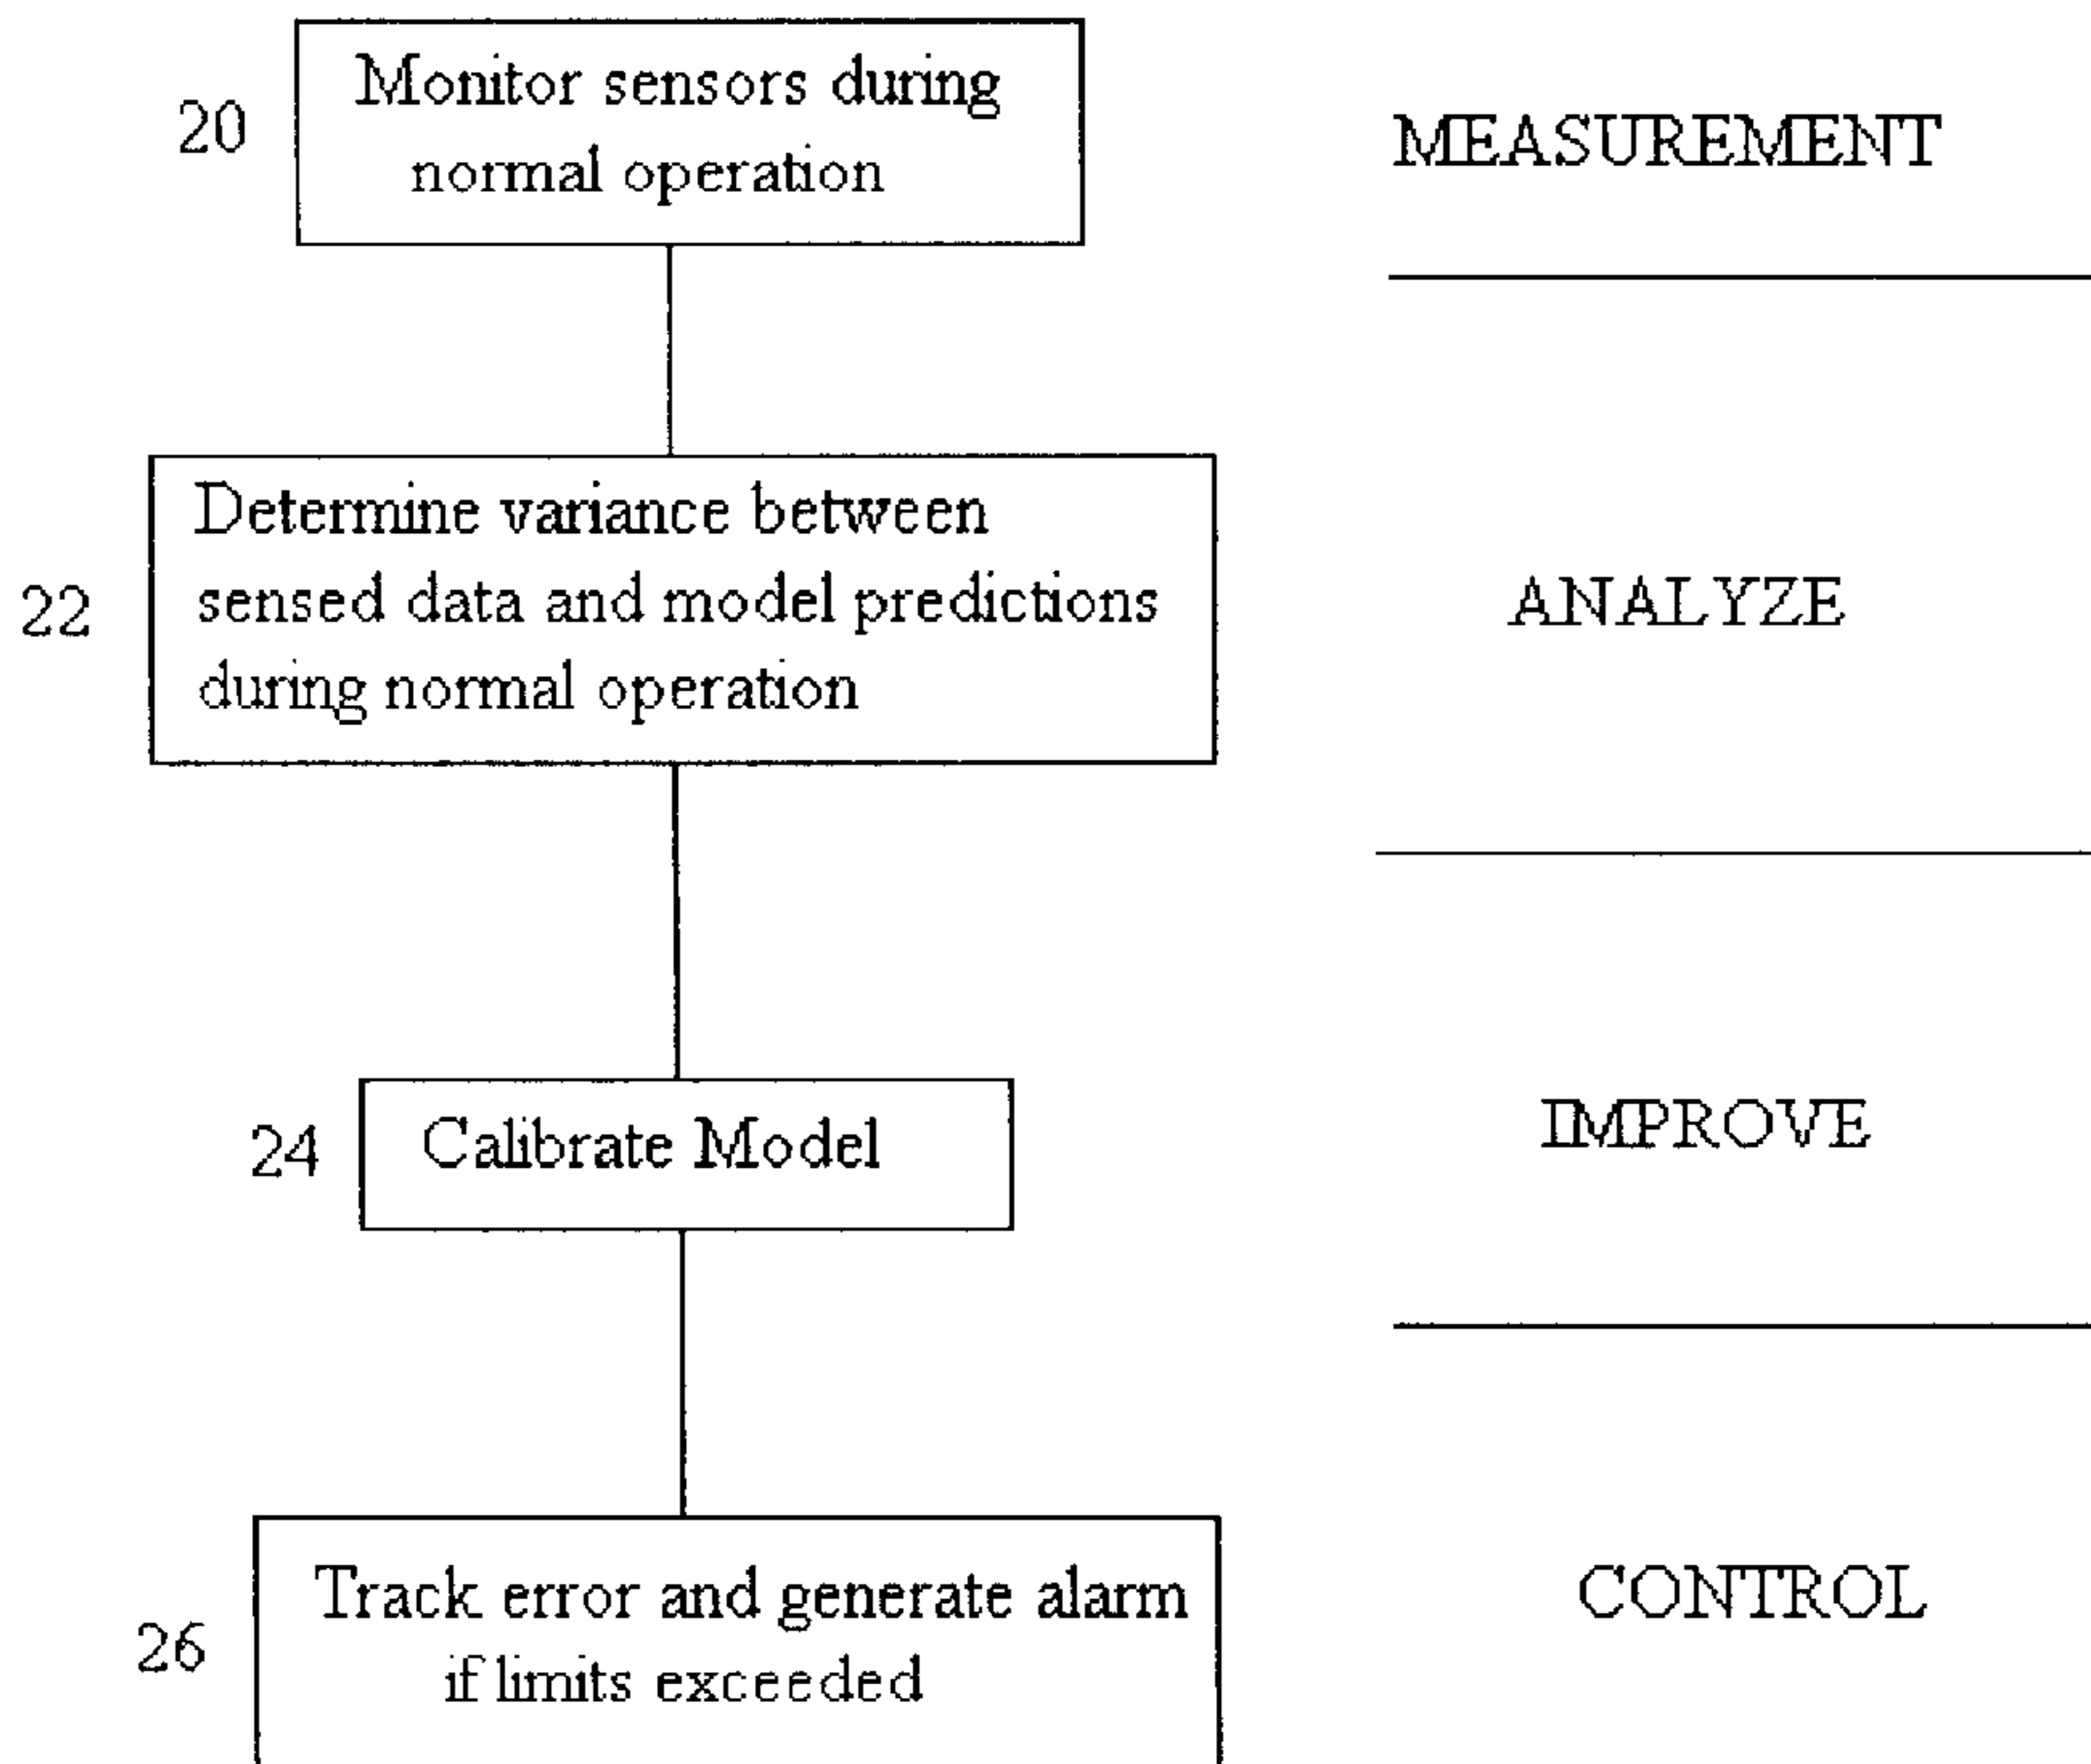 Monitor sensors during
normal operation
20
MEASUREMENT
Determine variance between
sensed data and model predictions
during normal operation
22
ANALYZE
Calibrate Model
24
IMPROVE
Track error and generate alarm
if limits exceeded
26
CONTROL